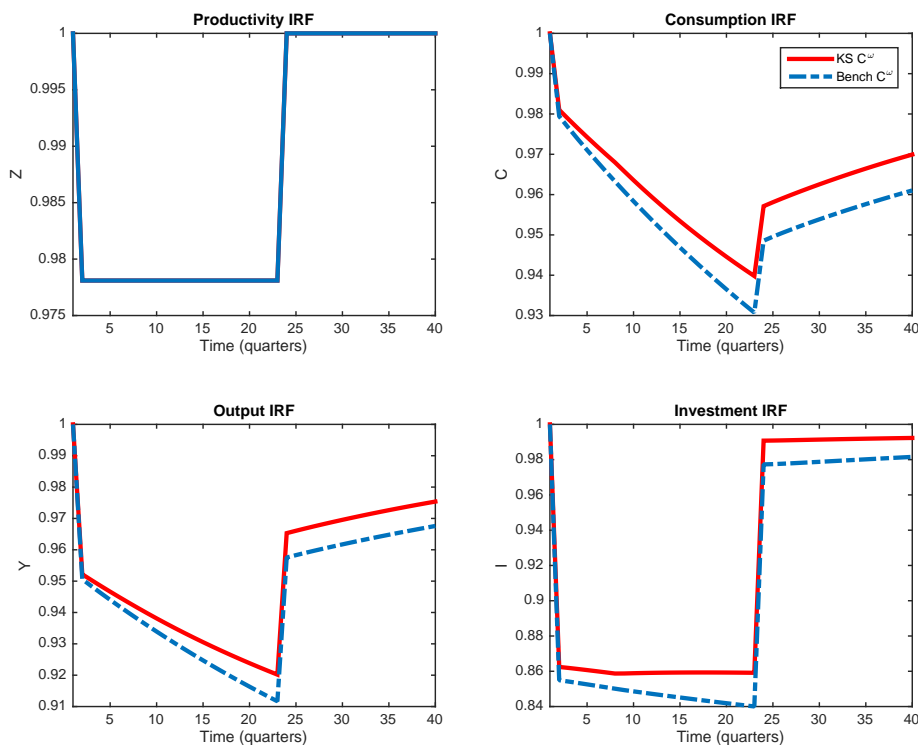 Productivity IRF
1
0.995
0.99
0.985
0.98
0.975
Z
5 10 15 20 25 30 35 40
Time (quarters)
Consumption IRF
1
0.99
0.98
0.97
0.96
0.95
0.94
0.93
C
KS C^ω
Bench C^ω
5 10 15 20 25 30 35 40
Time (quarters)
Output IRF
1
0.99
0.98
0.97
0.96
0.95
0.94
0.93
0.92
0.91
Y
5 10 15 20 25 30 35 40
Time (quarters)
Investment IRF
1
0.98
0.96
0.94
0.92
0.9
0.88
0.86
0.84
I
5 10 15 20 25 30 35 40
Time (quarters)